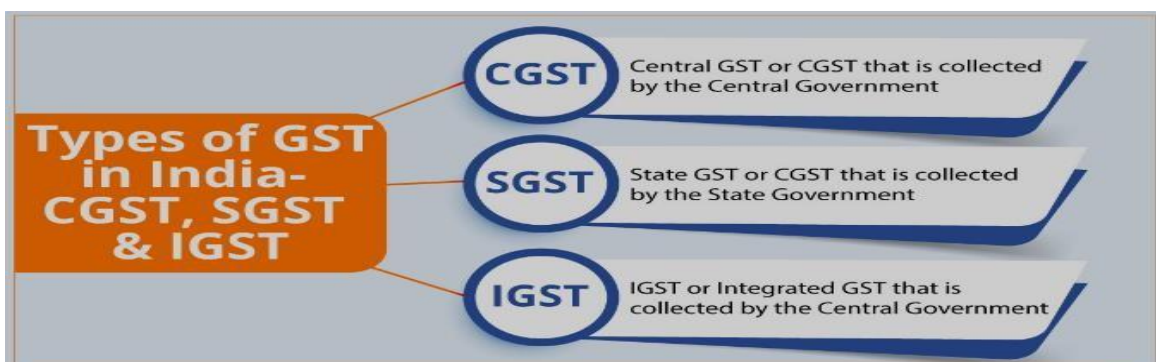 Types of GST
in India-
CGST, SGST
& IGST
CGST
Central GST or CGST that is collected
by the Central Government
SGST
State GST or CGST that is collected
by the State Government
IGST
IGST or Integrated GST that is
collected by the Central Government